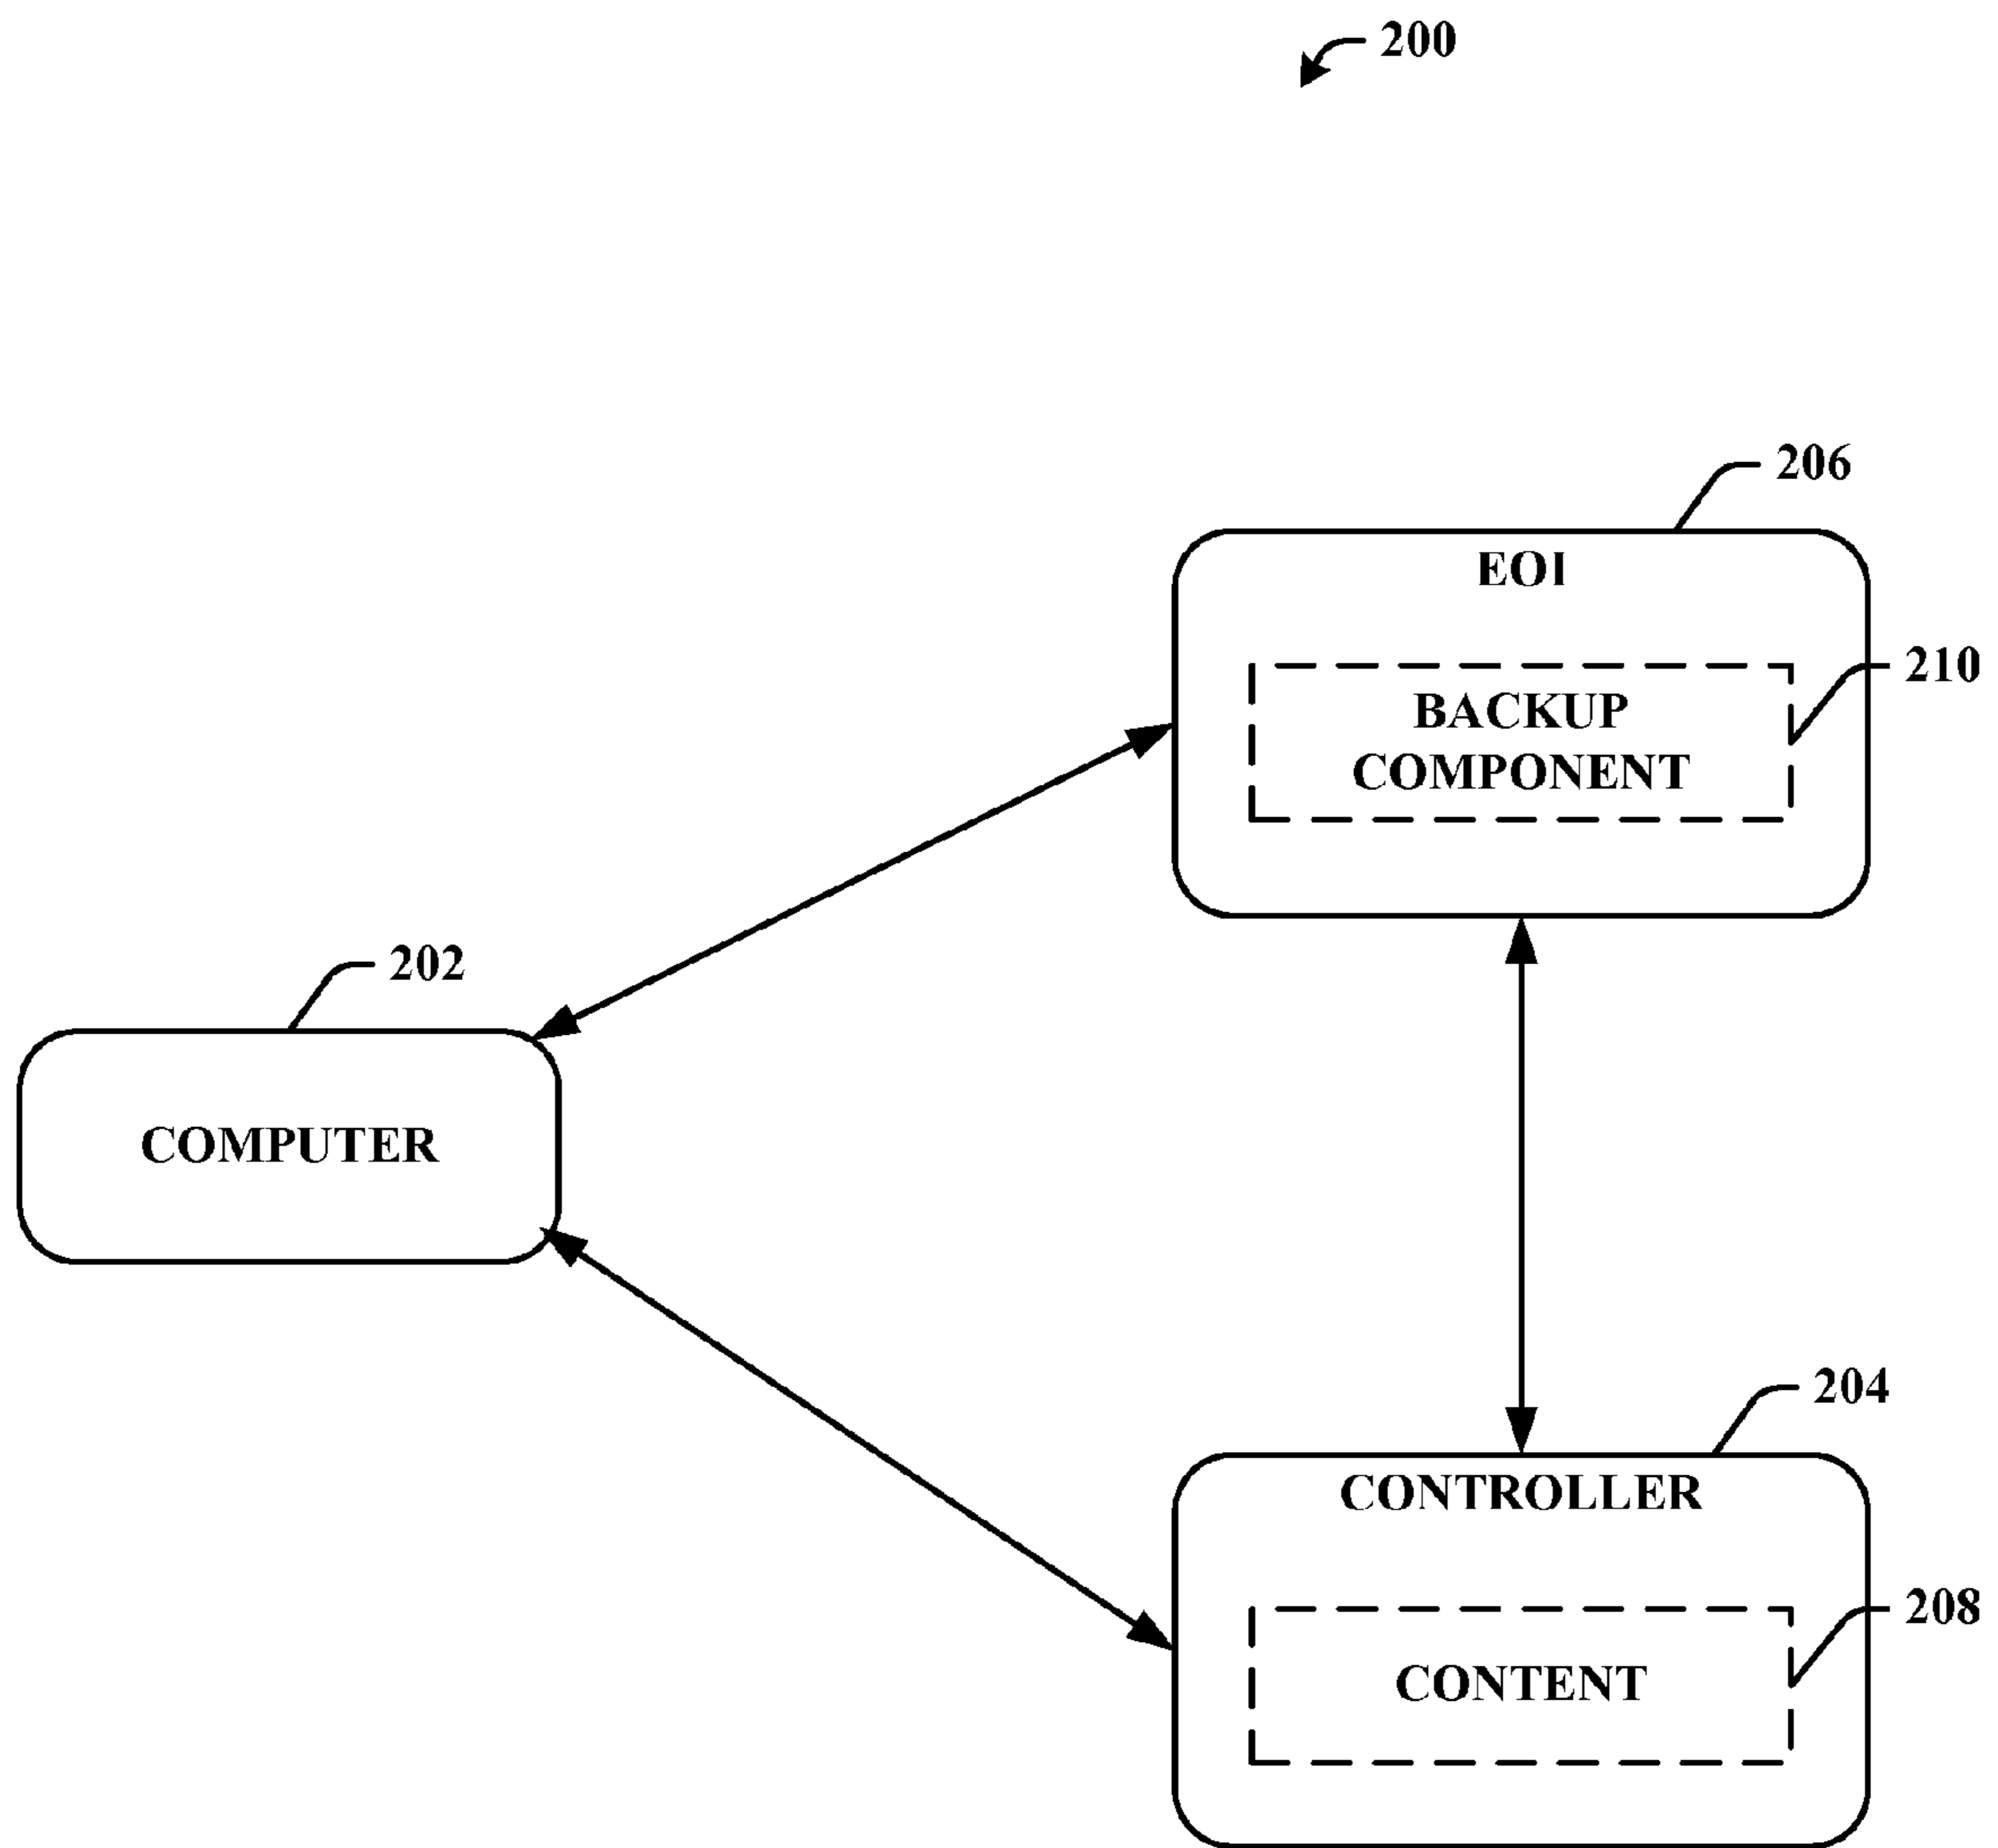 200
206
EOI
210
BACKUP
COMPONENT
202
COMPUTER
204
CONTROLLER
208
CONTENT